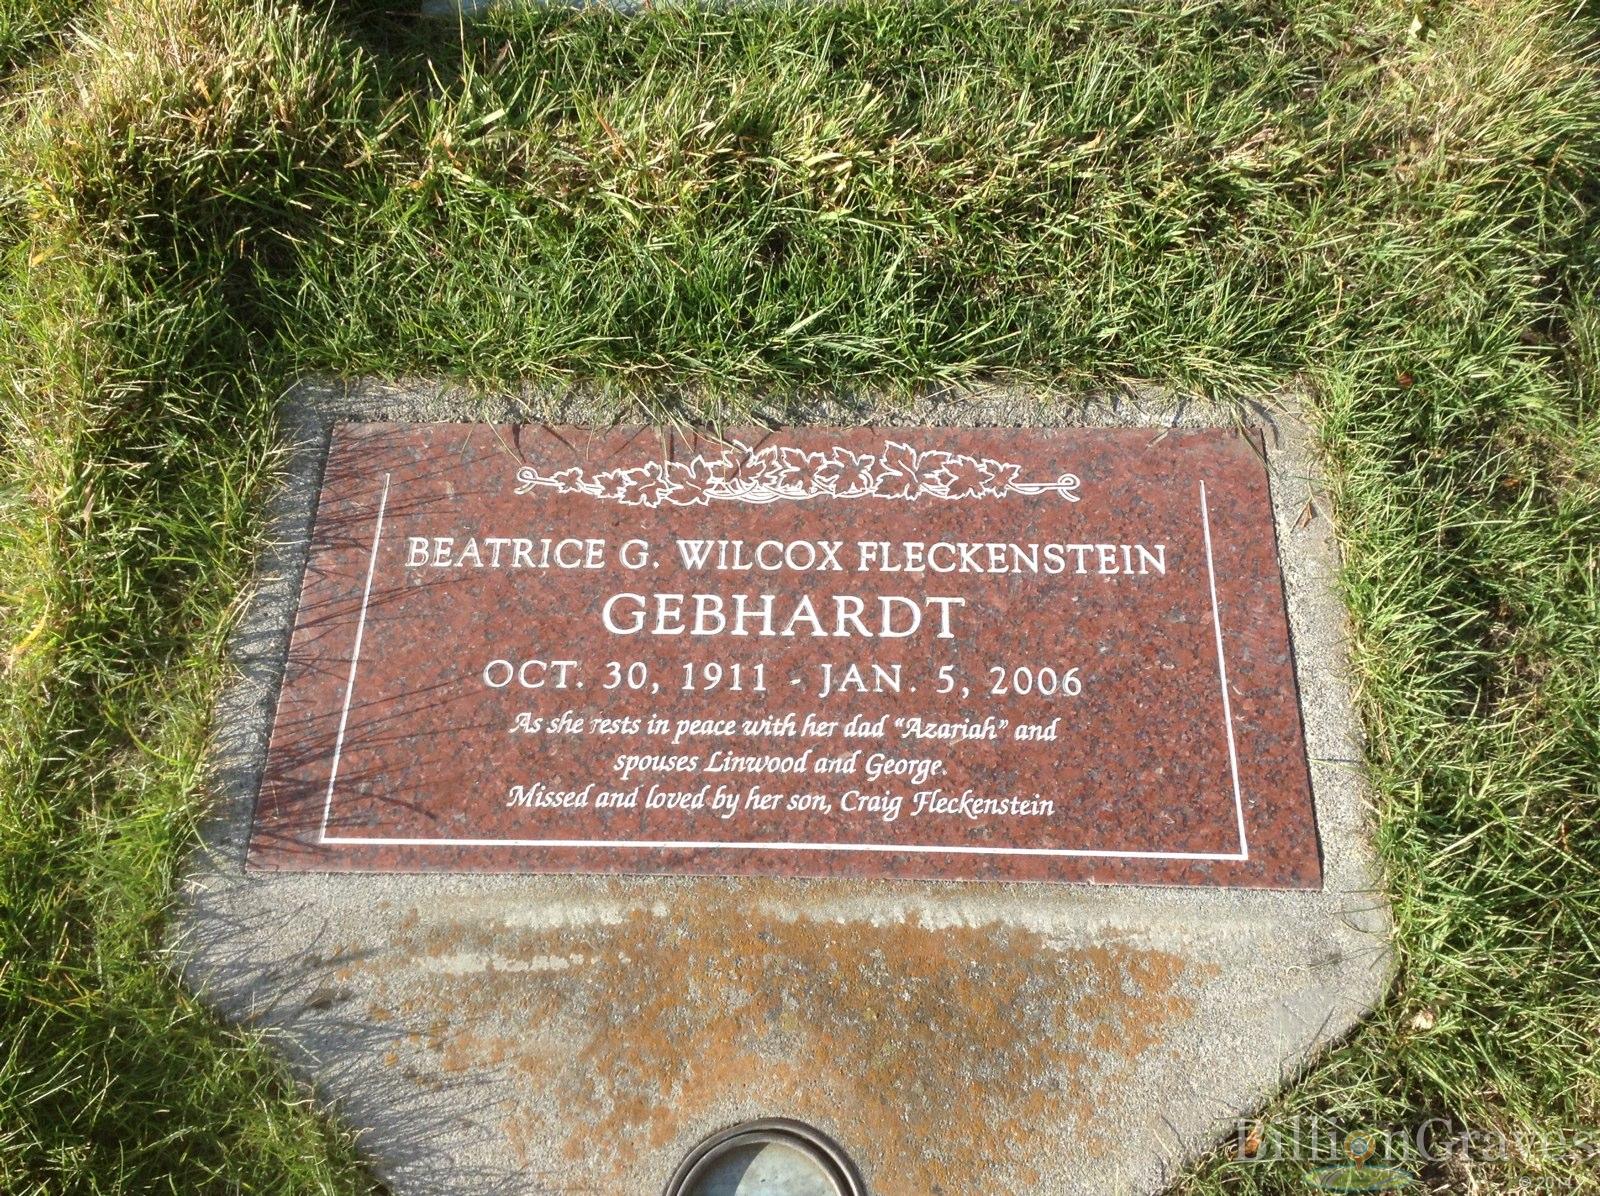 BEATRICE G. WILCOX FLECKENSTEIN
GEBHARDT
OCT. 30, 1911 - JAN. 5, 2006
As she rests in peace with her dad “Azariah” and
spouses Linwood and George.
Missed and loved by her son, Craig Fleckenstein
BillionGraves
© 2014